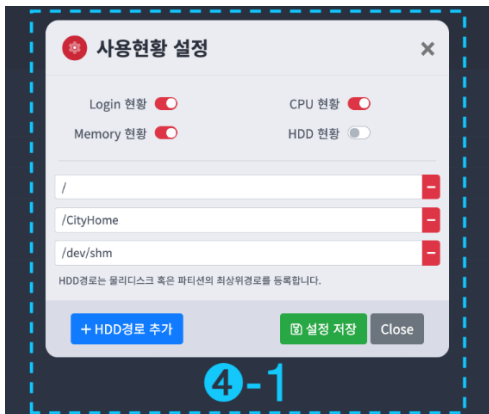 사용현황 설정 ×
Login 현황 CPU 현황
Memory 현황 HDD 현황
/
/CityHome
/dev/shm
HDD경로는 물리디스크 혹은 파티션의 최상위경로를 등록합니다.
+ HDD경로 추가 설정 저장 Close
❹-1